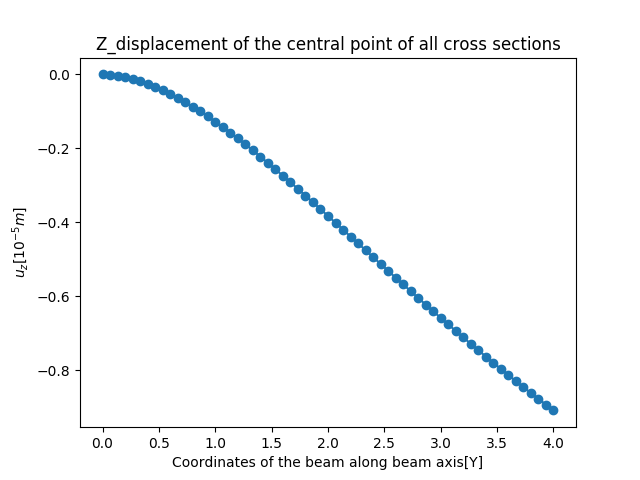 Z_displacement of the central point of all cross sections
0.0
−0.2
−0.4
−0.6
−0.8
u_z[10^{-5}m]
0.0 0.5 1.0 1.5 2.0 2.5 3.0 3.5 4.0
Coordinates of the beam along beam axis[Y]